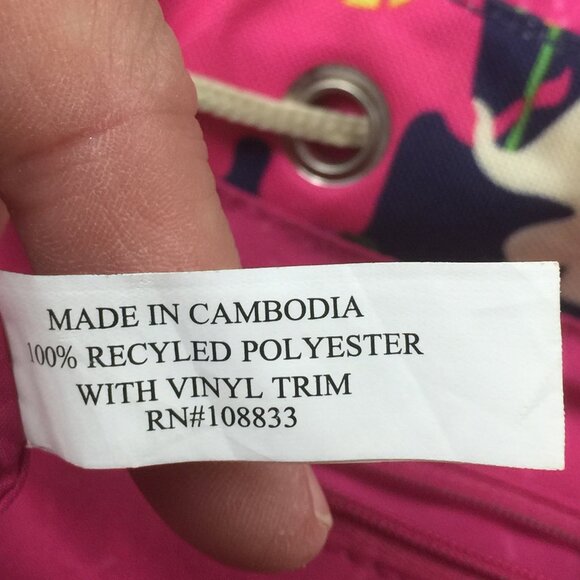 MADE IN CAMBODIA
100% RECYLED POLYESTER
WITH VINYL TRIM
RN#108833